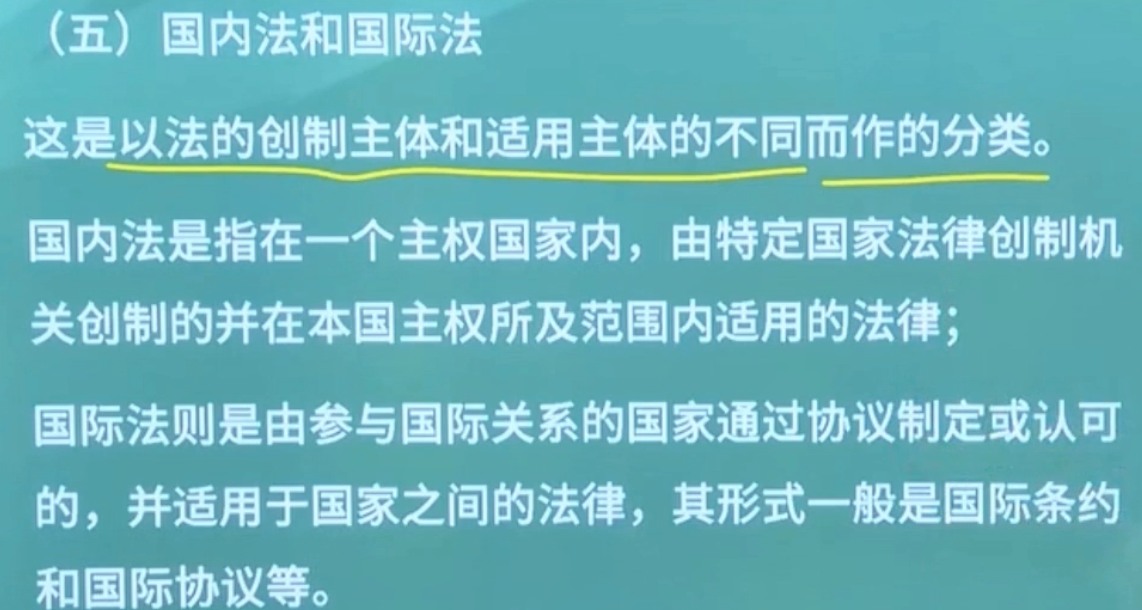 （五）国内法和国际法
这是以法的创制主体和适用主体的不同而作的分类。
国内法是指在一个主权国家内，由特定国家法律创制机
关创制的并在本国主权所及范围内适用的法律；
国际法则是由参与国际关系的国家通过协议制定或认可
的，并适用于国家之间的法律，其形式一般是国际条约
和国际协议等。